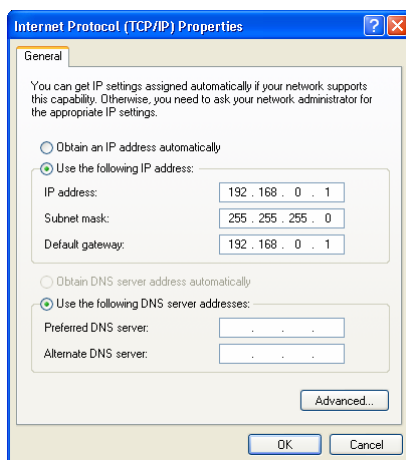 Internet Protocol (TCP/IP) Properties
General
You can get IP settings assigned automatically if your network supports
this capability. Otherwise, you need to ask your network administrator for
the appropriate IP settings.
Obtain an IP address automatically
Use the following IP address:
IP address: 192 . 168 . 0 . 1
Subnet mask: 255 . 255 . 255 . 0
Default gateway: 192 . 168 . 0 . 1
Obtain DNS server address automatically
Use the following DNS server addresses:
Preferred DNS server: . . .
Alternate DNS server: . . .
Advanced...
OK Cancel